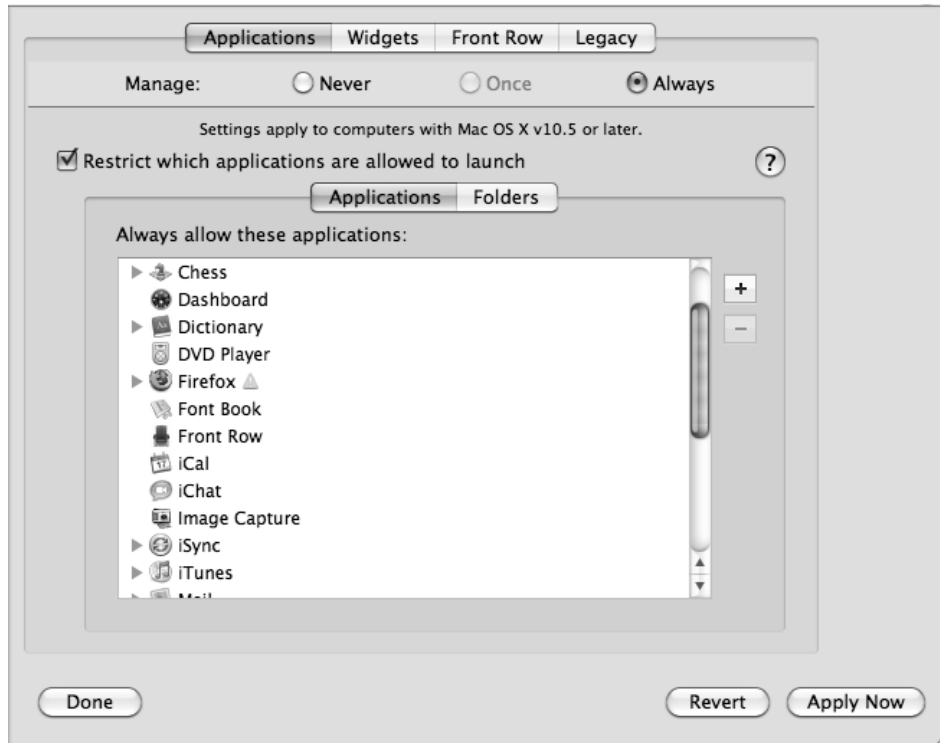 Applications Widgets Front Row Legacy
Manage: Never Once Always
Settings apply to computers with Mac OS X v10.5 or later.
Restrict which applications are allowed to launch ?
Applications Folders
Always allow these applications:
Chess
Dashboard
Dictionary
DVD Player
Firefox
Font Book
Front Row
iCal
iChat
Image Capture
iSync
iTunes
Mail
Done Revert Apply Now